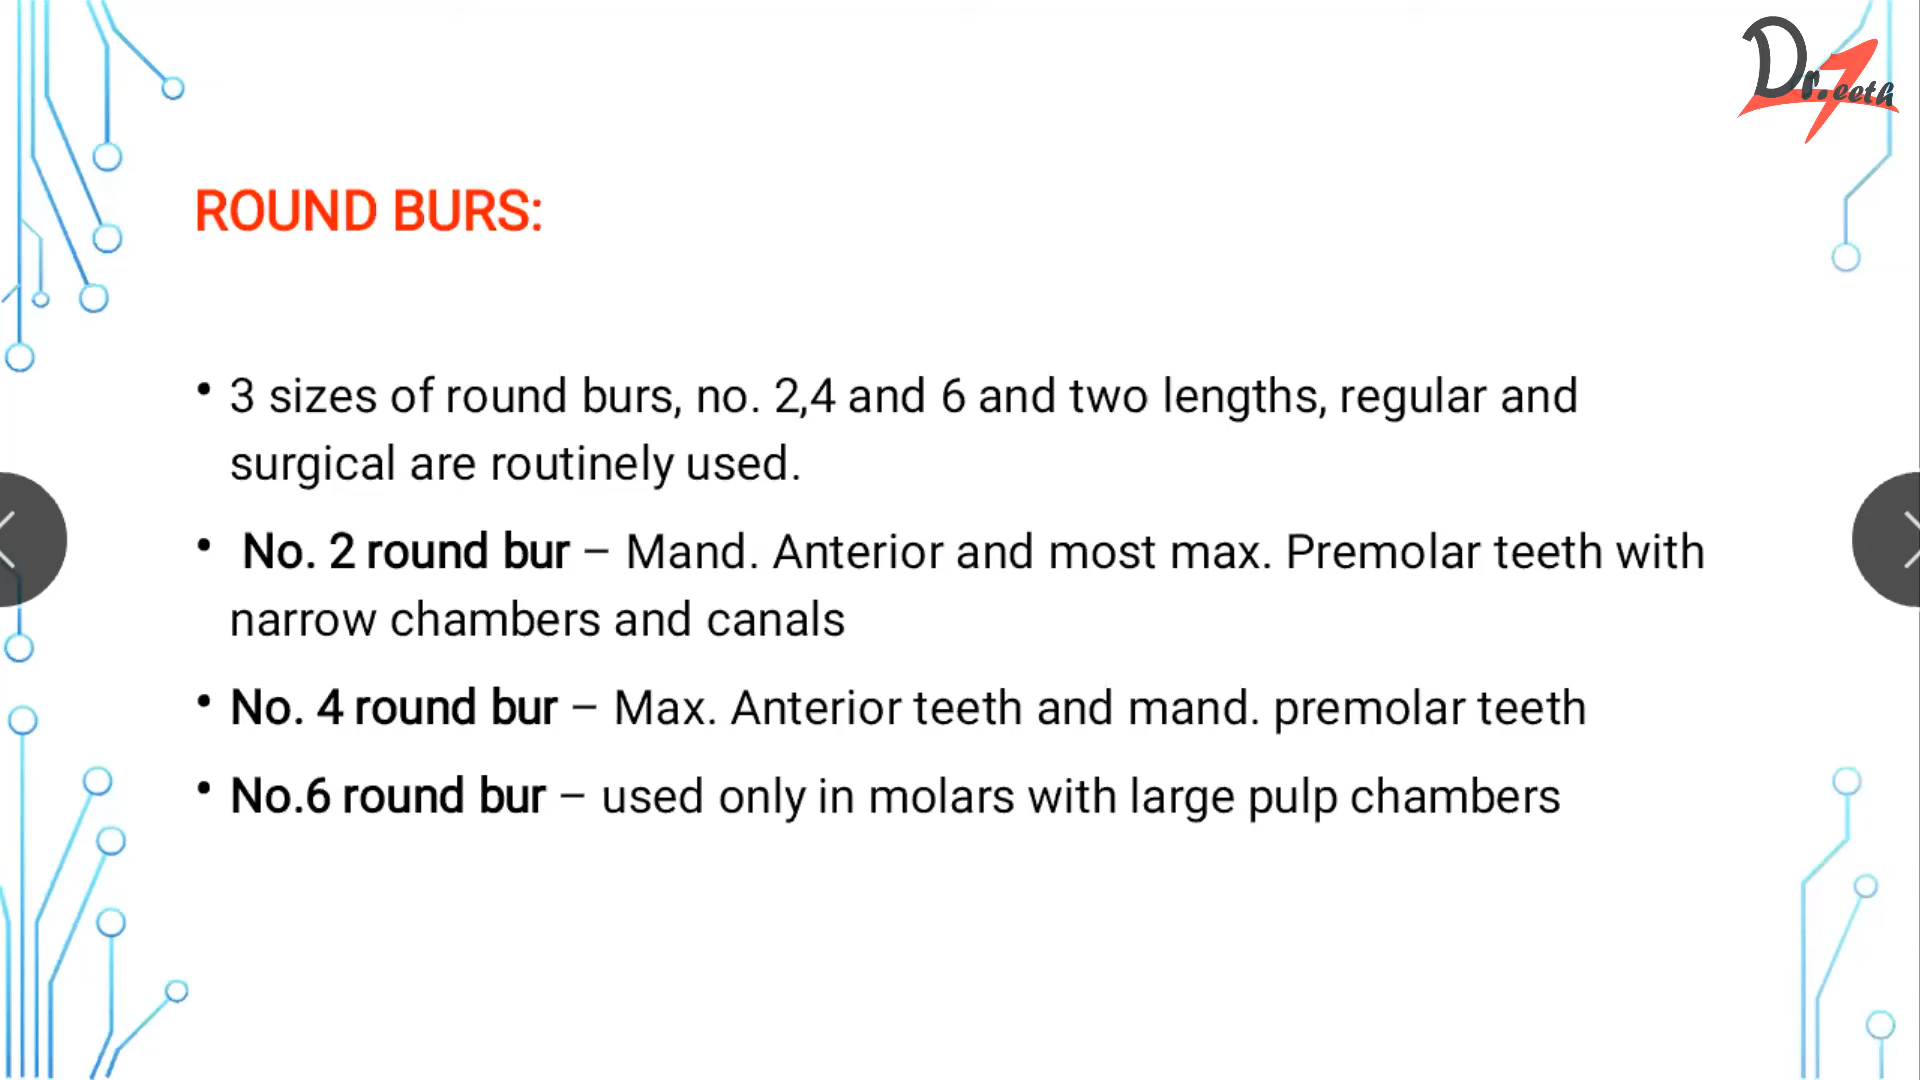 Dr. Teeth
ROUND BURS:
• 3 sizes of round burs, no. 2,4 and 6 and two lengths, regular and
surgical are routinely used.
• No. 2 round bur – Mand. Anterior and most max. Premolar teeth with
narrow chambers and canals
• No. 4 round bur – Max. Anterior teeth and mand. premolar teeth
• No.6 round bur – used only in molars with large pulp chambers